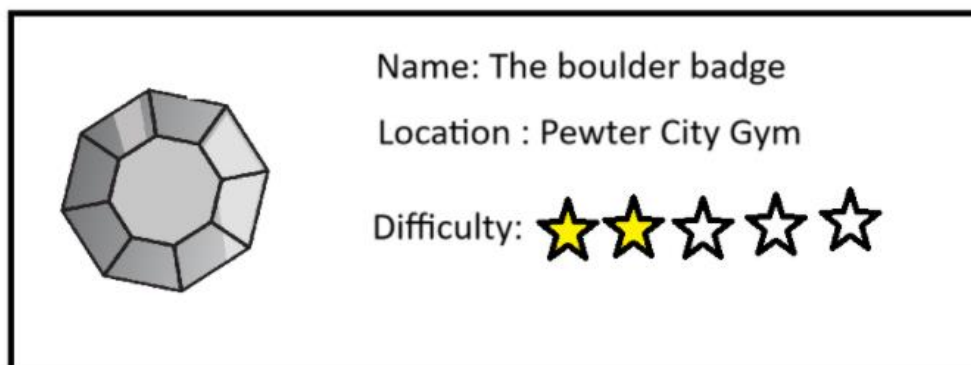 Name: The boulder badge
Location : Pewter City Gym
Difficulty: